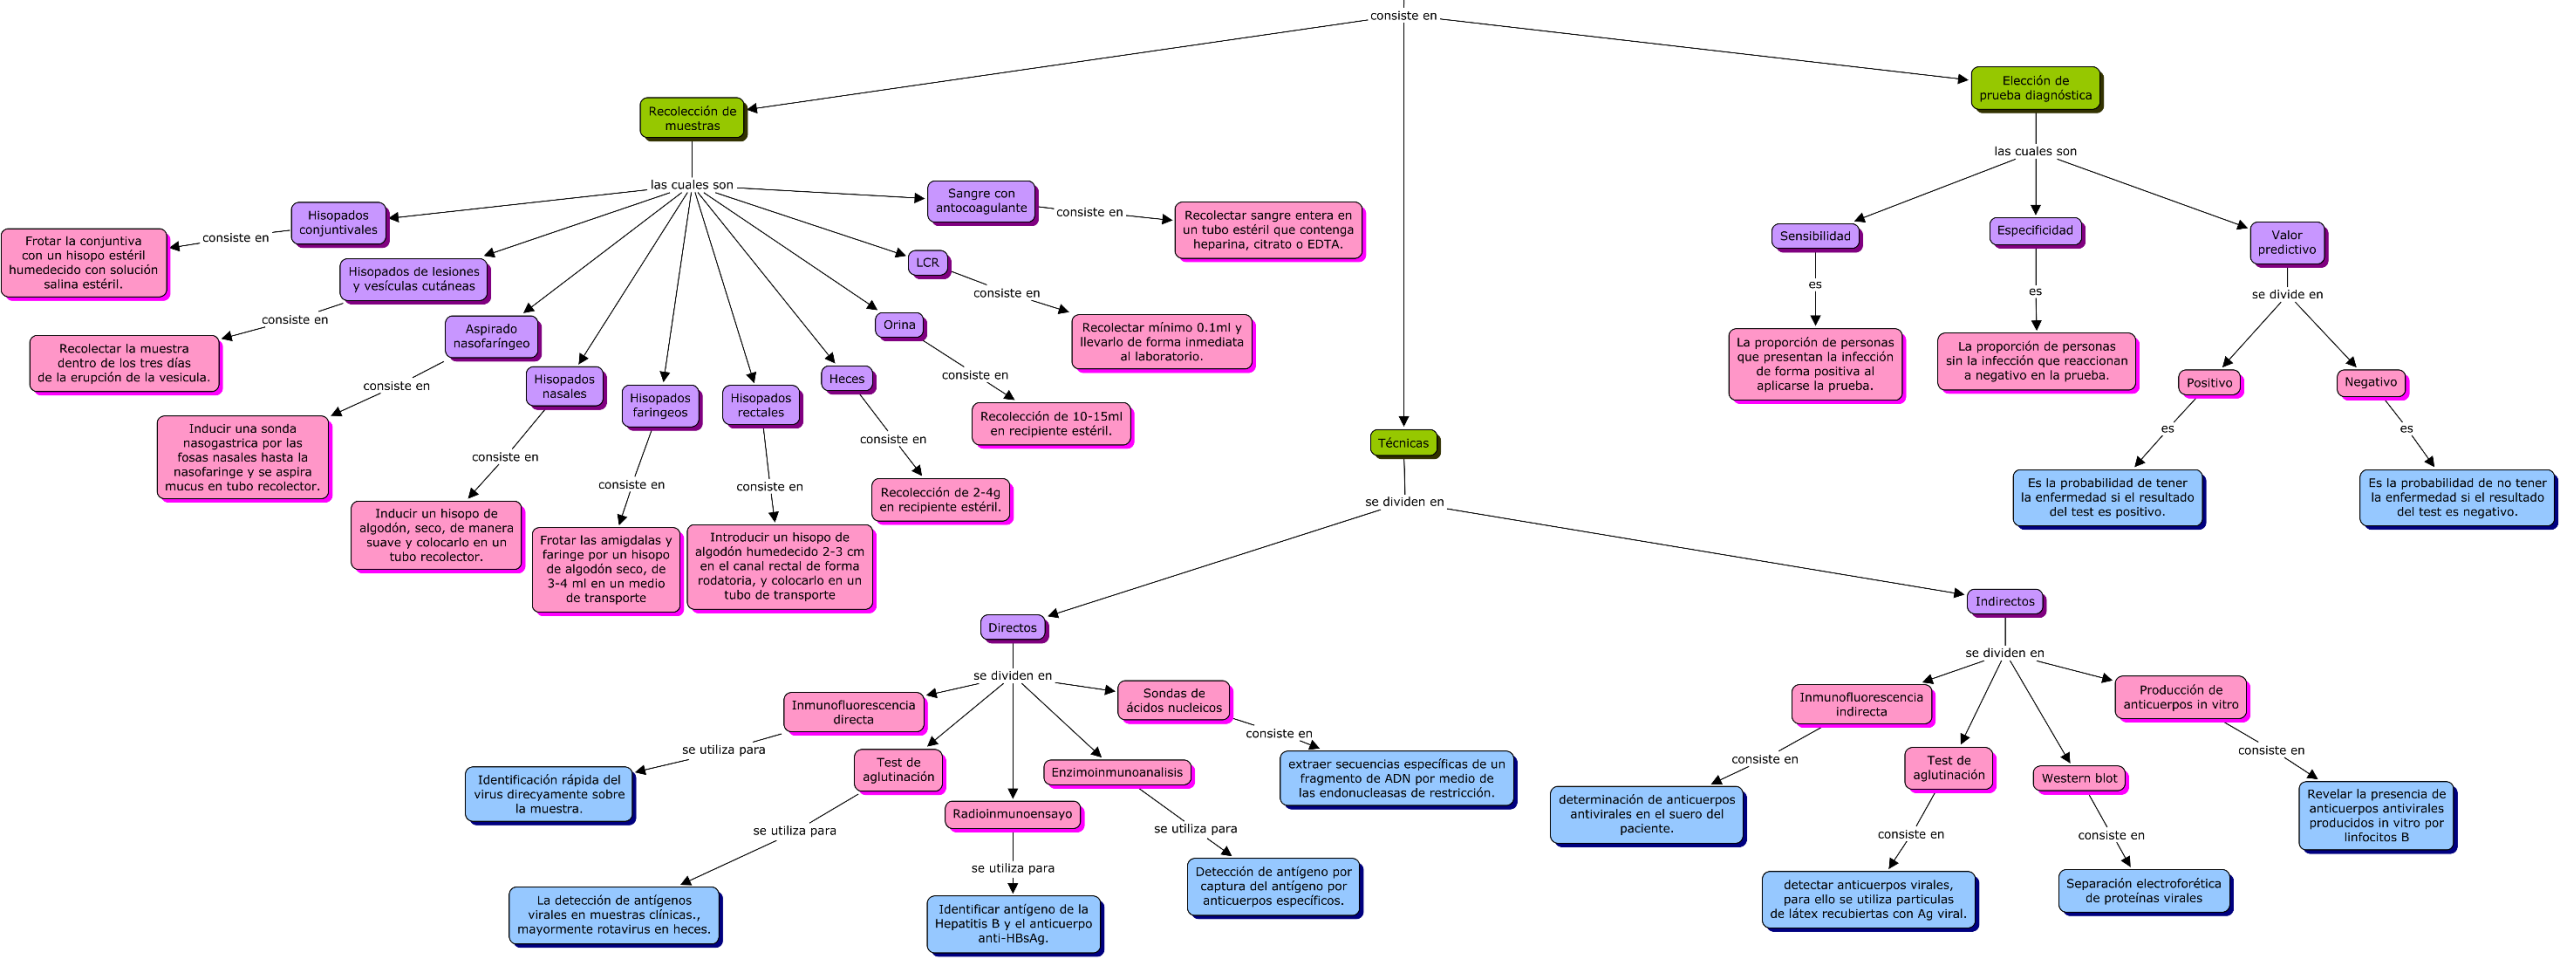 consiste en
Recolección de
muestras
las cuales son
Hisopados
conjuntivales
consiste en
Frotar la conjuntiva
con un hisopo estéril
humedecido con solución
salina estéril.
Hisopados de lesiones
y vesículas cutáneas
consiste en
Recolectar la muestra
dentro de los tres días
de la erupción de la vesicula.
Aspirado
nasofaríngeo
consiste en
Inducir una sonda
nasogastrica por las
fosas nasales hasta la
nasofaringe y se aspira
mucus en tubo recolector.
Hisopados
nasales
consiste en
Inducir un hisopo de
algodón, seco, de manera
suave y colocarlo en un
tubo recolector.
Hisopados
faringeos
consiste en
Frotar las amigdalas y
faringe por un hisopo
de algodón seco, de
3-4 ml en un medio
de transporte
Hisopados
rectales
consiste en
Introducir un hisopo de
algodón humedecido 2-3 cm
en el canal rectal de forma
rodatoria, y colocarlo en un
tubo de transporte
Heces
consiste en
Recolección de 2-4g
en recipiente estéril.
Orina
consiste en
Recolección de 10-15ml
en recipiente estéril.
LCR
consiste en
Recolectar mínimo 0.1ml y
llevarlo de forma inmediata
al laboratorio.
Sangre con
antocoagulante
consiste en
Recolectar sangre entera en
un tubo estéril que contenga
heparina, citrato o EDTA.
Elección de
prueba diagnóstica
las cuales son
Sensibilidad
es
La proporción de personas
que presentan la infección
de forma positiva al
aplicarse la prueba.
Especificidad
es
La proporción de personas
sin la infección que reaccionan
a negativo en la prueba.
Valor
predictivo
se divide en
Positivo
es
Es la probabilidad de tener
la enfermedad si el resultado
del test es positivo.
Negativo
es
Es la probabilidad de no tener
la enfermedad si el resultado
del test es negativo.
Técnicas
se dividen en
Directos
se dividen en
Inmunofluorescencia
directa
se utiliza para
Identificación rápida del
virus direcyamente sobre
la muestra.
Test de
aglutinación
se utiliza para
La detección de antígenos
virales en muestras clínicas.,
mayormente rotavirus en heces.
Radioinmunoensayo
se utiliza para
Identificar antígeno de la
Hepatitis B y el anticuerpo
anti-HBsAg.
Enzimoinmunoanalisis
se utiliza para
Detección de antígeno por
captura del antígeno por
anticuerpos específicos.
Sondas de
ácidos nucleicos
consiste en
extraer secuencias específicas de un
fragmento de ADN por medio de
las endonucleasas de restricción.
Indirectos
se dividen en
Inmunofluorescencia
indirecta
consiste en
determinación de anticuerpos
antivirales en el suero del
paciente.
Test de
aglutinación
consiste en
detectar anticuerpos virales,
para ello se utiliza particulas
de látex recubiertas con Ag viral.
Western blot
consiste en
Separación electroforética
de proteínas virales
Producción de
anticuerpos in vitro
consiste en
Revelar la presencia de
anticuerpos antivirales
producidos in vitro por
linfocitos B